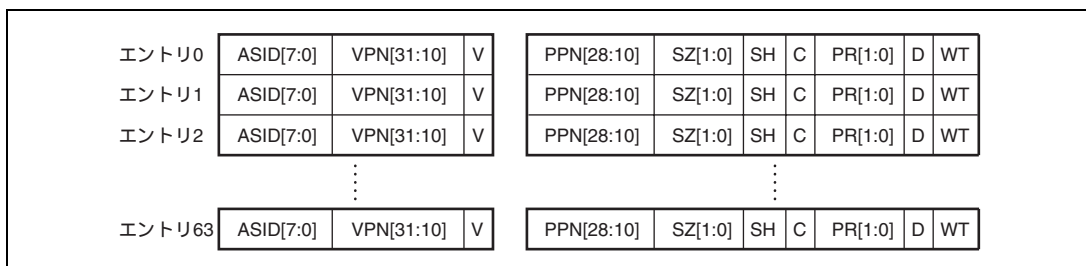 エントリ0 ASID[7:0] VPN[31:10] V PPN[28:10] SZ[1:0] SH C PR[1:0] D WT
エントリ1 ASID[7:0] VPN[31:10] V PPN[28:10] SZ[1:0] SH C PR[1:0] D WT
エントリ2 ASID[7:0] VPN[31:10] V PPN[28:10] SZ[1:0] SH C PR[1:0] D WT
エントリ63 ASID[7:0] VPN[31:10] V PPN[28:10] SZ[1:0] SH C PR[1:0] D WT